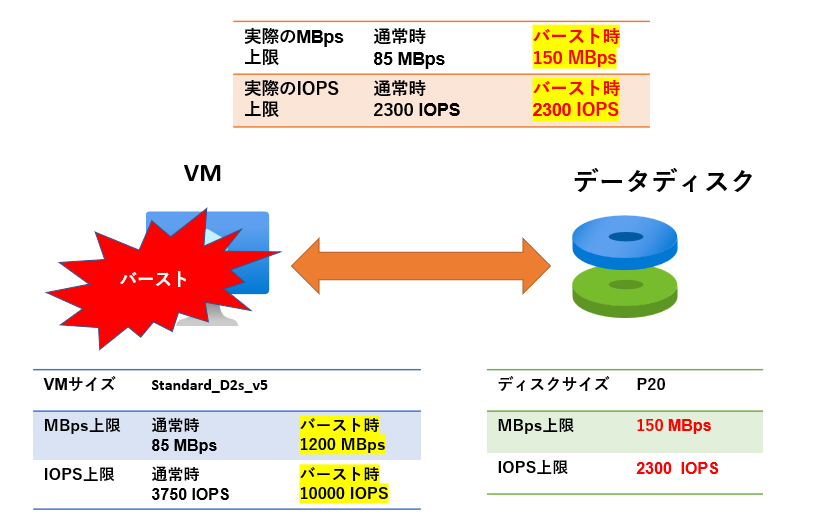 実際のMBps 通常時 バースト時
上限 85 MBps 150 MBps
実際のIOPS 通常時 バースト時
上限 2300 IOPS 2300 IOPS
VM
データディスク
バースト
VMサイズ Standard_D2s_v5
MBps上限 通常時 バースト時
85 MBps 1200 MBps
IOPS上限 通常時 バースト時
3750 IOPS 10000 IOPS
ディスクサイズ P20
MBps上限 150 MBps
IOPS上限 2300 IOPS